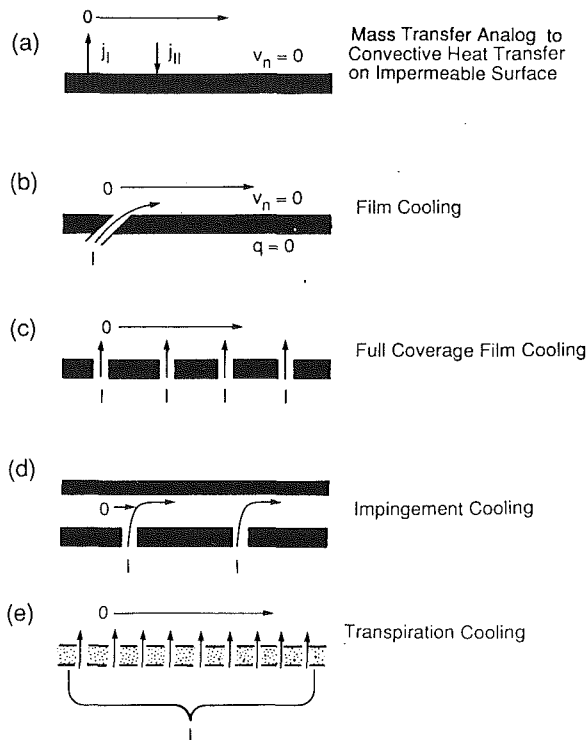 (a)
0
j_I
j_II
v_n = 0
Mass Transfer Analog to
Convective Heat Transfer
on Impermeable Surface
(b)
0
v_n = 0
q = 0
I
Film Cooling
(c)
0
I I I I
Full Coverage Film Cooling
(d)
0
I I
Impingement Cooling
(e)
0
I
Transpiration Cooling